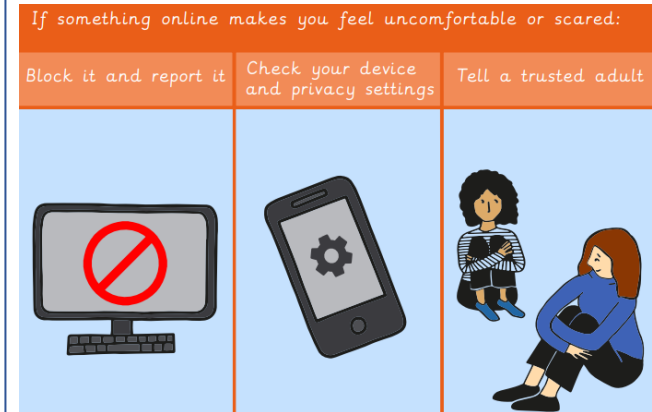 If something online makes you feel uncomfortable or scared:
Block it and report it
Check your device
and privacy settings
Tell a trusted adult